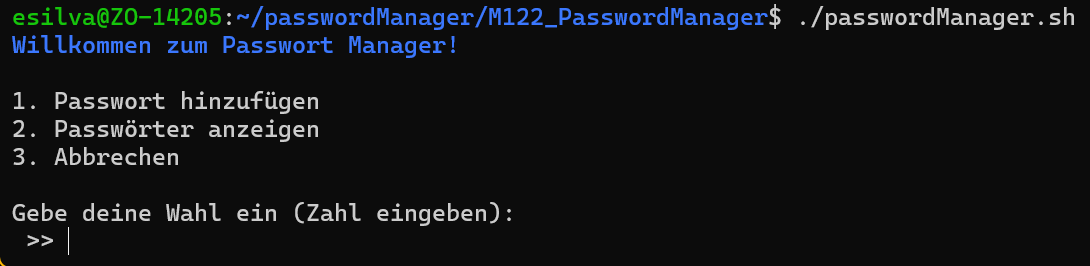 esilva@ZO-14205:~/passwordManager/M122_PasswordManager$ ./passwordManager.sh
Willkommen zum Passwort Manager!
1. Passwort hinzufügen
2. Passwörter anzeigen
3. Abbrechen
Gebe deine Wahl ein (Zahl eingeben):
>>